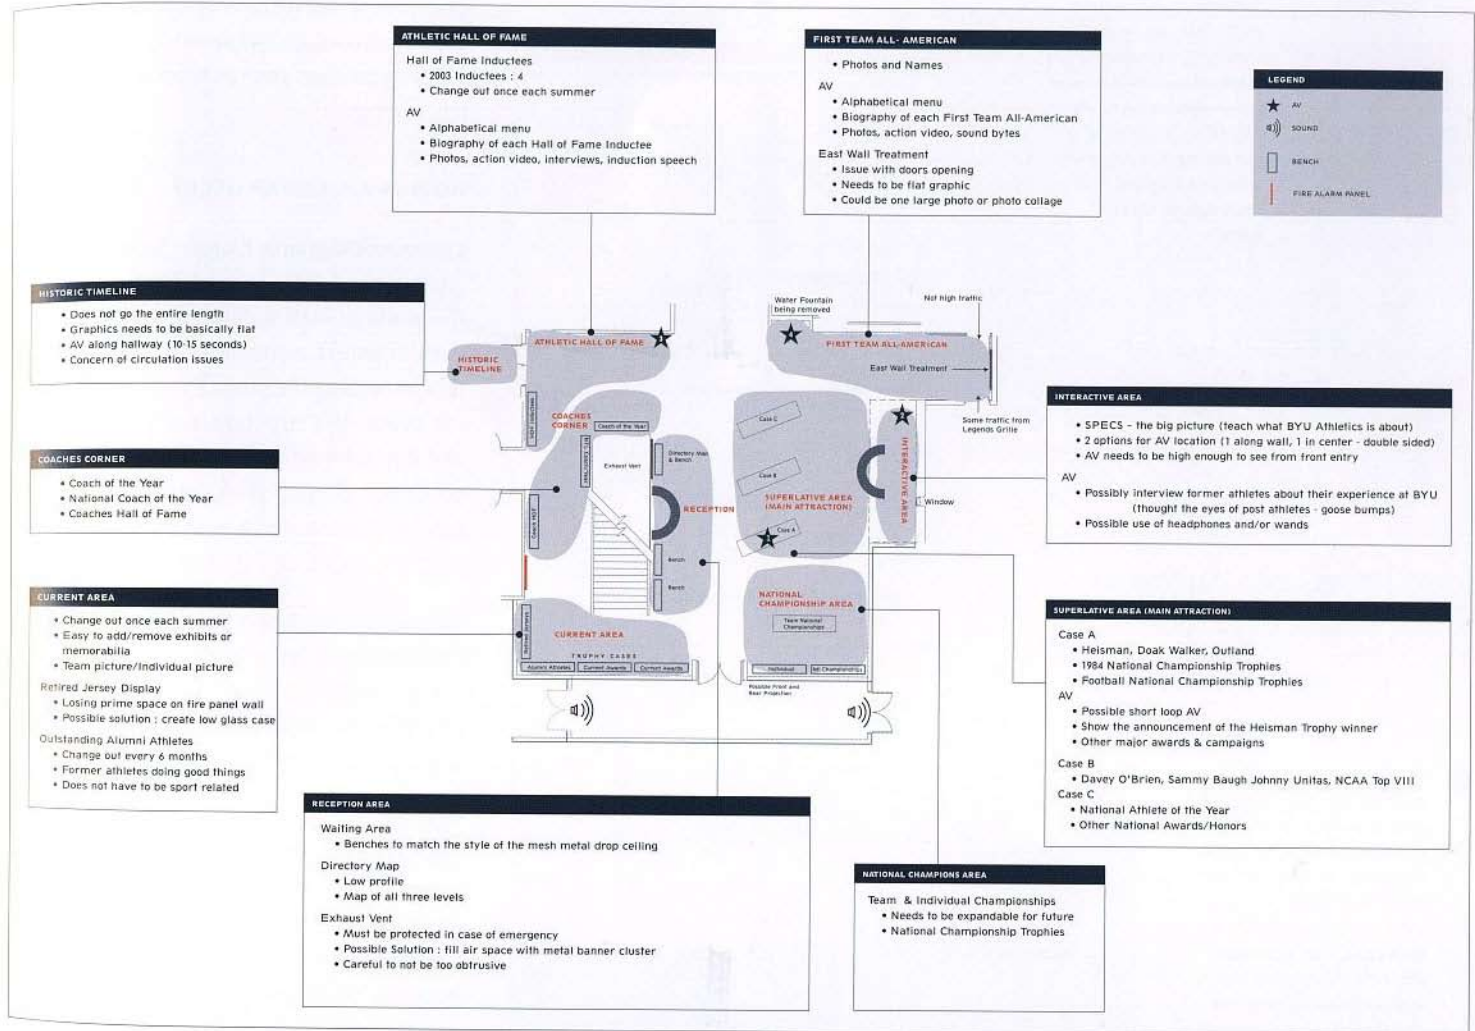 ATHLETIC HALL OF FAME
Hall of Fame Inductees
• 2003 Inductees : 4
• Change out once each summer
AV
• Alphabetical menu
• Biography of each Hall of Fame Inductee
• Photos, action video, interviews, induction speech
FIRST TEAM ALL- AMERICAN
• Photos and Names
AV
• Alphabetical menu
• Biography of each First Team All-American
• Photos, action video, sound bytes
East Wall Treatment
• Issue with doors opening
• Needs to be flat graphic
• Could be one large photo or photo collage
LEGEND
AV
SOUND
BENCH
FIRE ALARM PANEL
HISTORIC TIMELINE
• Does not go the entire length
• Graphics needs to be basically flat
• AV along hallway (10-15 seconds)
• Concern of circulation issues
COACHES CORNER
• Coach of the Year
• National Coach of the Year
• Coaches Hall of Fame
CURRENT AREA
• Change out once each summer
• Easy to add/remove exhibits or
memorabilia
• Team picture/Individual picture
Retired Jersey Display
• Losing prime space on fire panel wall
• Possible solution : create low glass case
Outstanding Alumni Athletes
• Change out every 6 months
• Former athletes doing good things
• Does not have to be sport related
Water Fountain
being removed
Not high traffic
ATHLETIC HALL OF FAME
FIRST TEAM ALL-AMERICAN
HISTORIC
TIMELINE
East Wall Treatment
Some traffic from
Legends Grille
COACHES
CORNER
Coach of the Year
Exhaust Vent
Directory Map
& Bench
Case C
Case B
Case A
INTERACTIVE AREA
Window
RECEPTION
SUPERLATIVE AREA
(MAIN ATTRACTION)
Coach HOF
Bench
Bench
NATIONAL
CHAMPIONSHIP AREA
Team National
Championships
Retired Jerseys
CURRENT AREA
TROPHY CASES
Alumni Athletes
Current Awards
Current Awards
Individual
Possible Front and
Rear Projection
INTERACTIVE AREA
• SPECS - the big picture (teach what BYU Athletics is about)
• 2 options for AV location (1 along wall, 1 in center - double sided)
• AV needs to be high enough to see from front entry
AV
• Possibly interview former athletes about their experience at BYU
(thought the eyes of post athletes - goose bumps)
• Possible use of headphones and/or wands
SUPERLATIVE AREA (MAIN ATTRACTION)
Case A
• Heisman, Doak Walker, Outland
• 1984 National Championship Trophies
• Football National Championship Trophies
AV
• Possible short loop AV
• Show the announcement of the Heisman Trophy winner
• Other major awards & campaigns
Case B
• Davey O'Brien, Sammy Baugh Johnny Unitas, NCAA Top VIII
Case C
• National Athlete of the Year
• Other National Awards/Honors
RECEPTION AREA
Waiting Area
• Benches to match the style of the mesh metal drop ceiling
Directory Map
• Low profile
• Map of all three levels
Exhaust Vent
• Must be protected in case of emergency
• Possible Solution : fill air space with metal banner cluster
• Careful to not be too obtrusive
NATIONAL CHAMPIONS AREA
Team & Individual Championships
• Needs to be expandable for future
• National Championship Trophies